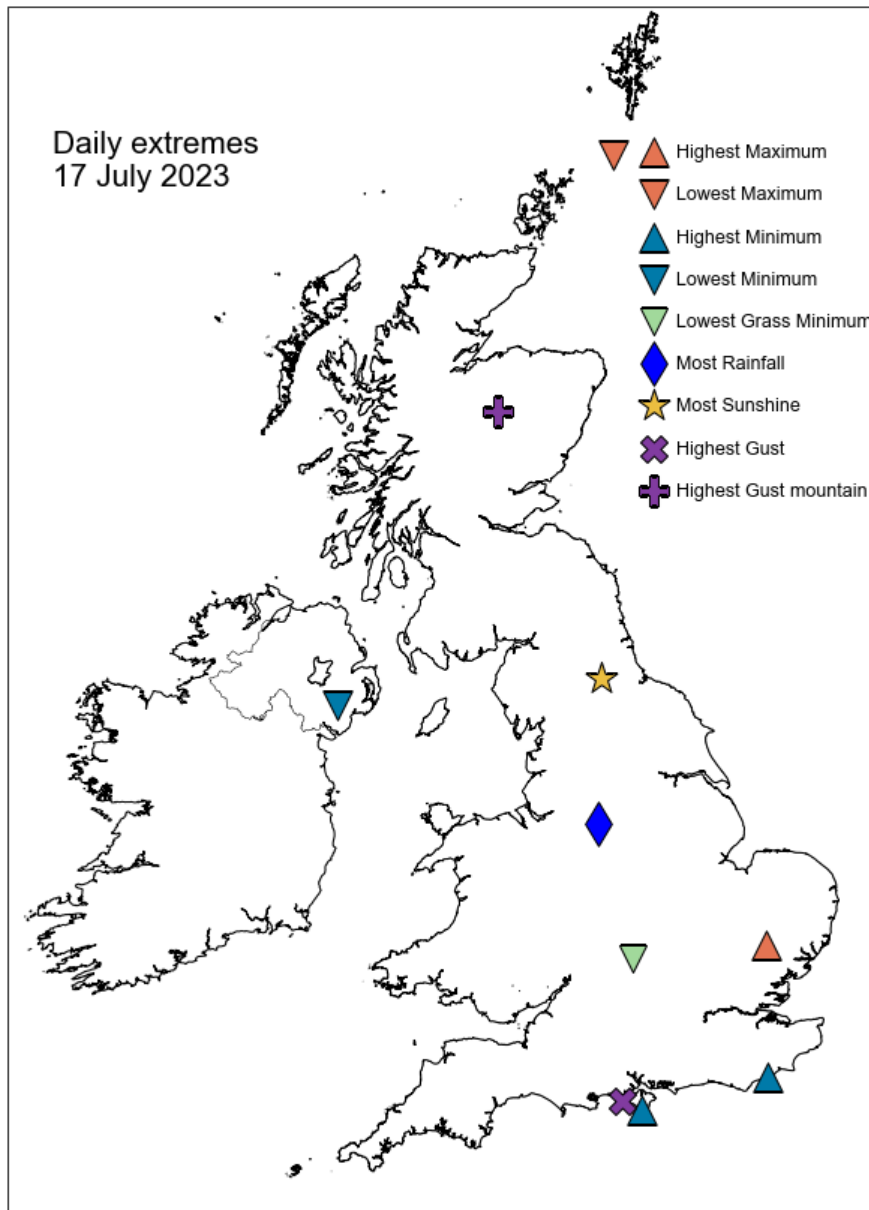 Daily extremes
17 July 2023
Highest Maximum
Lowest Maximum
Highest Minimum
Lowest Minimum
Lowest Grass Minimum
Most Rainfall
Most Sunshine
Highest Gust
Highest Gust mountain